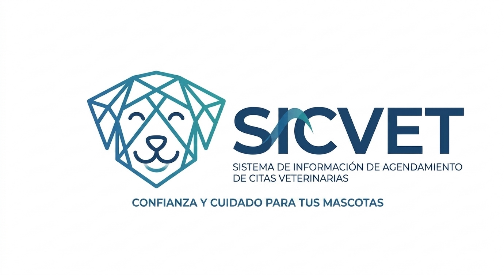 SICVET
SISTEMA DE INFORMACIÓN DE AGENDAMIENTO
DE CITAS VETERINARIAS
CONFIANZA Y CUIDADO PARA TUS MASCOTAS